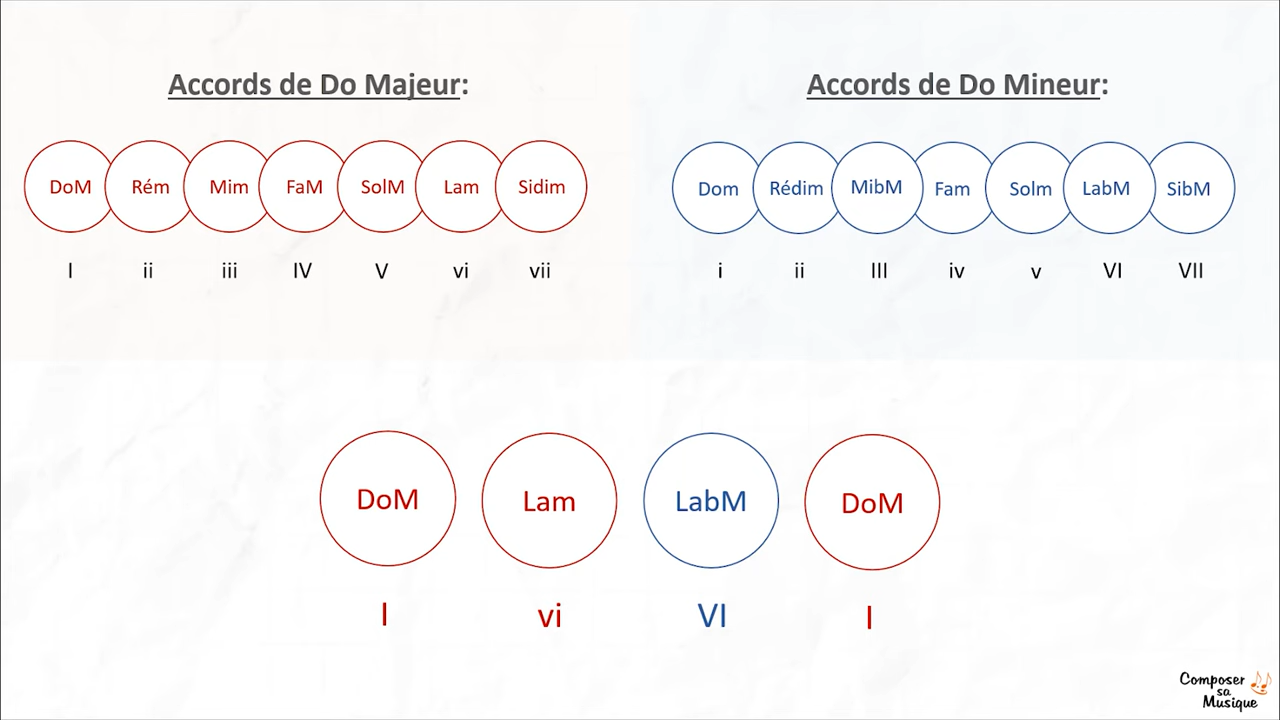 Accords de Do Majeur:
DoM Rém Mim FaM SolM Lam Sidim
I ii iii IV V vi vii
Accords de Do Mineur:
Dom Rédim MibM Fam Solm LabM SibM
i ii III iv v VI VII
DoM Lam LabM DoM
I vi VI I
Composer
sa
Musique